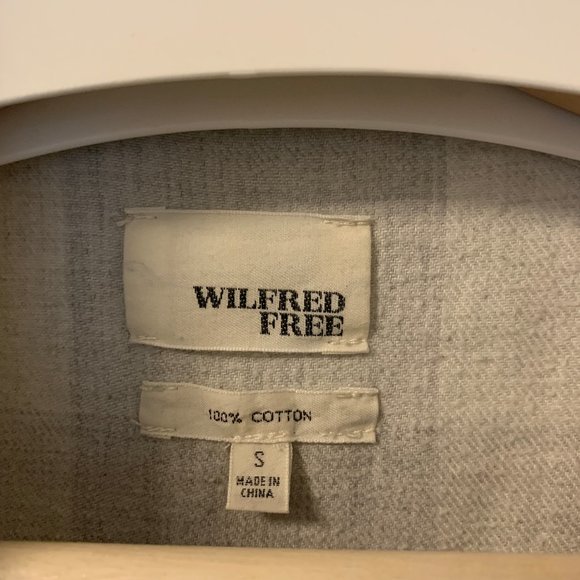 WILFRED
FREE
100% COTTON
S
MADE IN
CHINA